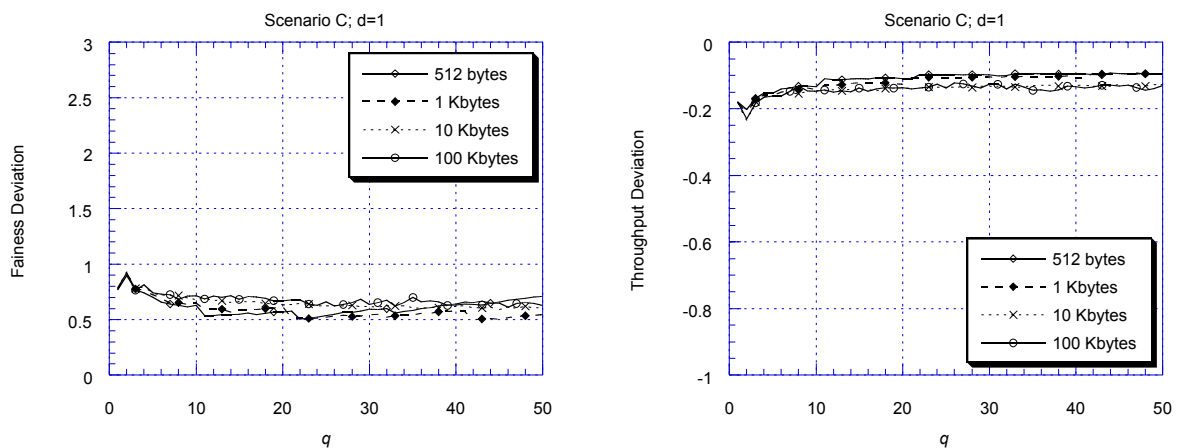 Scenario C; d=1
3
2.5
2
1.5
1
0.5
0
Fainess Deviation
512 bytes
1 Kbytes
10 Kbytes
100 Kbytes
0 10 20 30 40 50
q
Scenario C; d=1
0
-0.2
-0.4
-0.6
-0.8
-1
Throughput Deviation
512 bytes
1 Kbytes
10 Kbytes
100 Kbytes
0 10 20 30 40 50
q